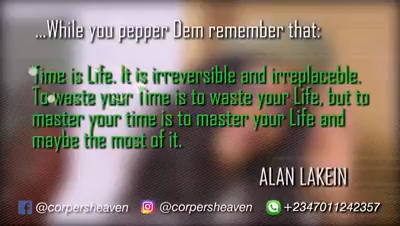 ...While you pepper Dem remember that:
Time is Life. It is irreversible and irreplaceble.
To waste your Time is to waste your Life, but to
master your time is to master your Life and
maybe the most of it.
ALAN LAKEIN
@corpersheaven @corpersheaven +2347011242357